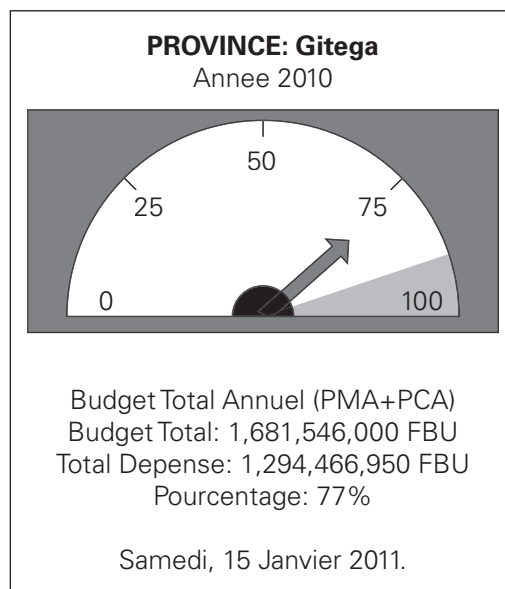 PROVINCE: Gitega
Annee 2010
50
25
75
0
100
Budget Total Annuel (PMA+PCA)
Budget Total: 1,681,546,000 FBU
Total Depense: 1,294,466,950 FBU
Pourcentage: 77%
Samedi, 15 Janvier 2011.